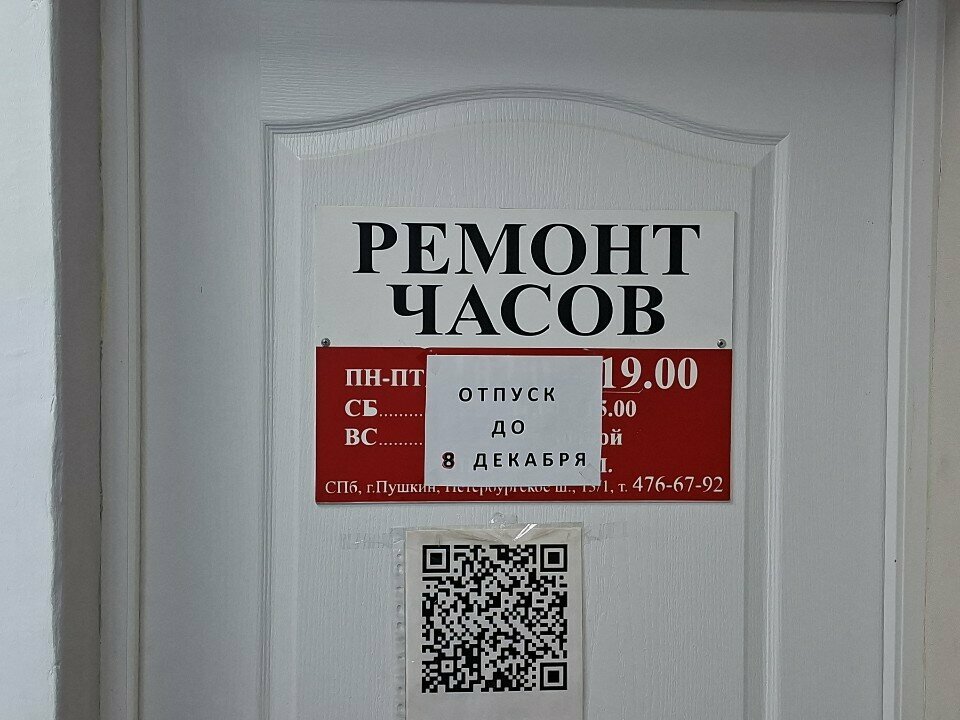 РЕМОНТ
ЧАСОВ
ПН-ПТ 19.00
СБ.......... 5.00
ВС..........
ОТПУСК
ДО
8 ДЕКАБРЯ
СПб, г.Пушкин, Петербургское ш., 13/1, т. 476-67-92